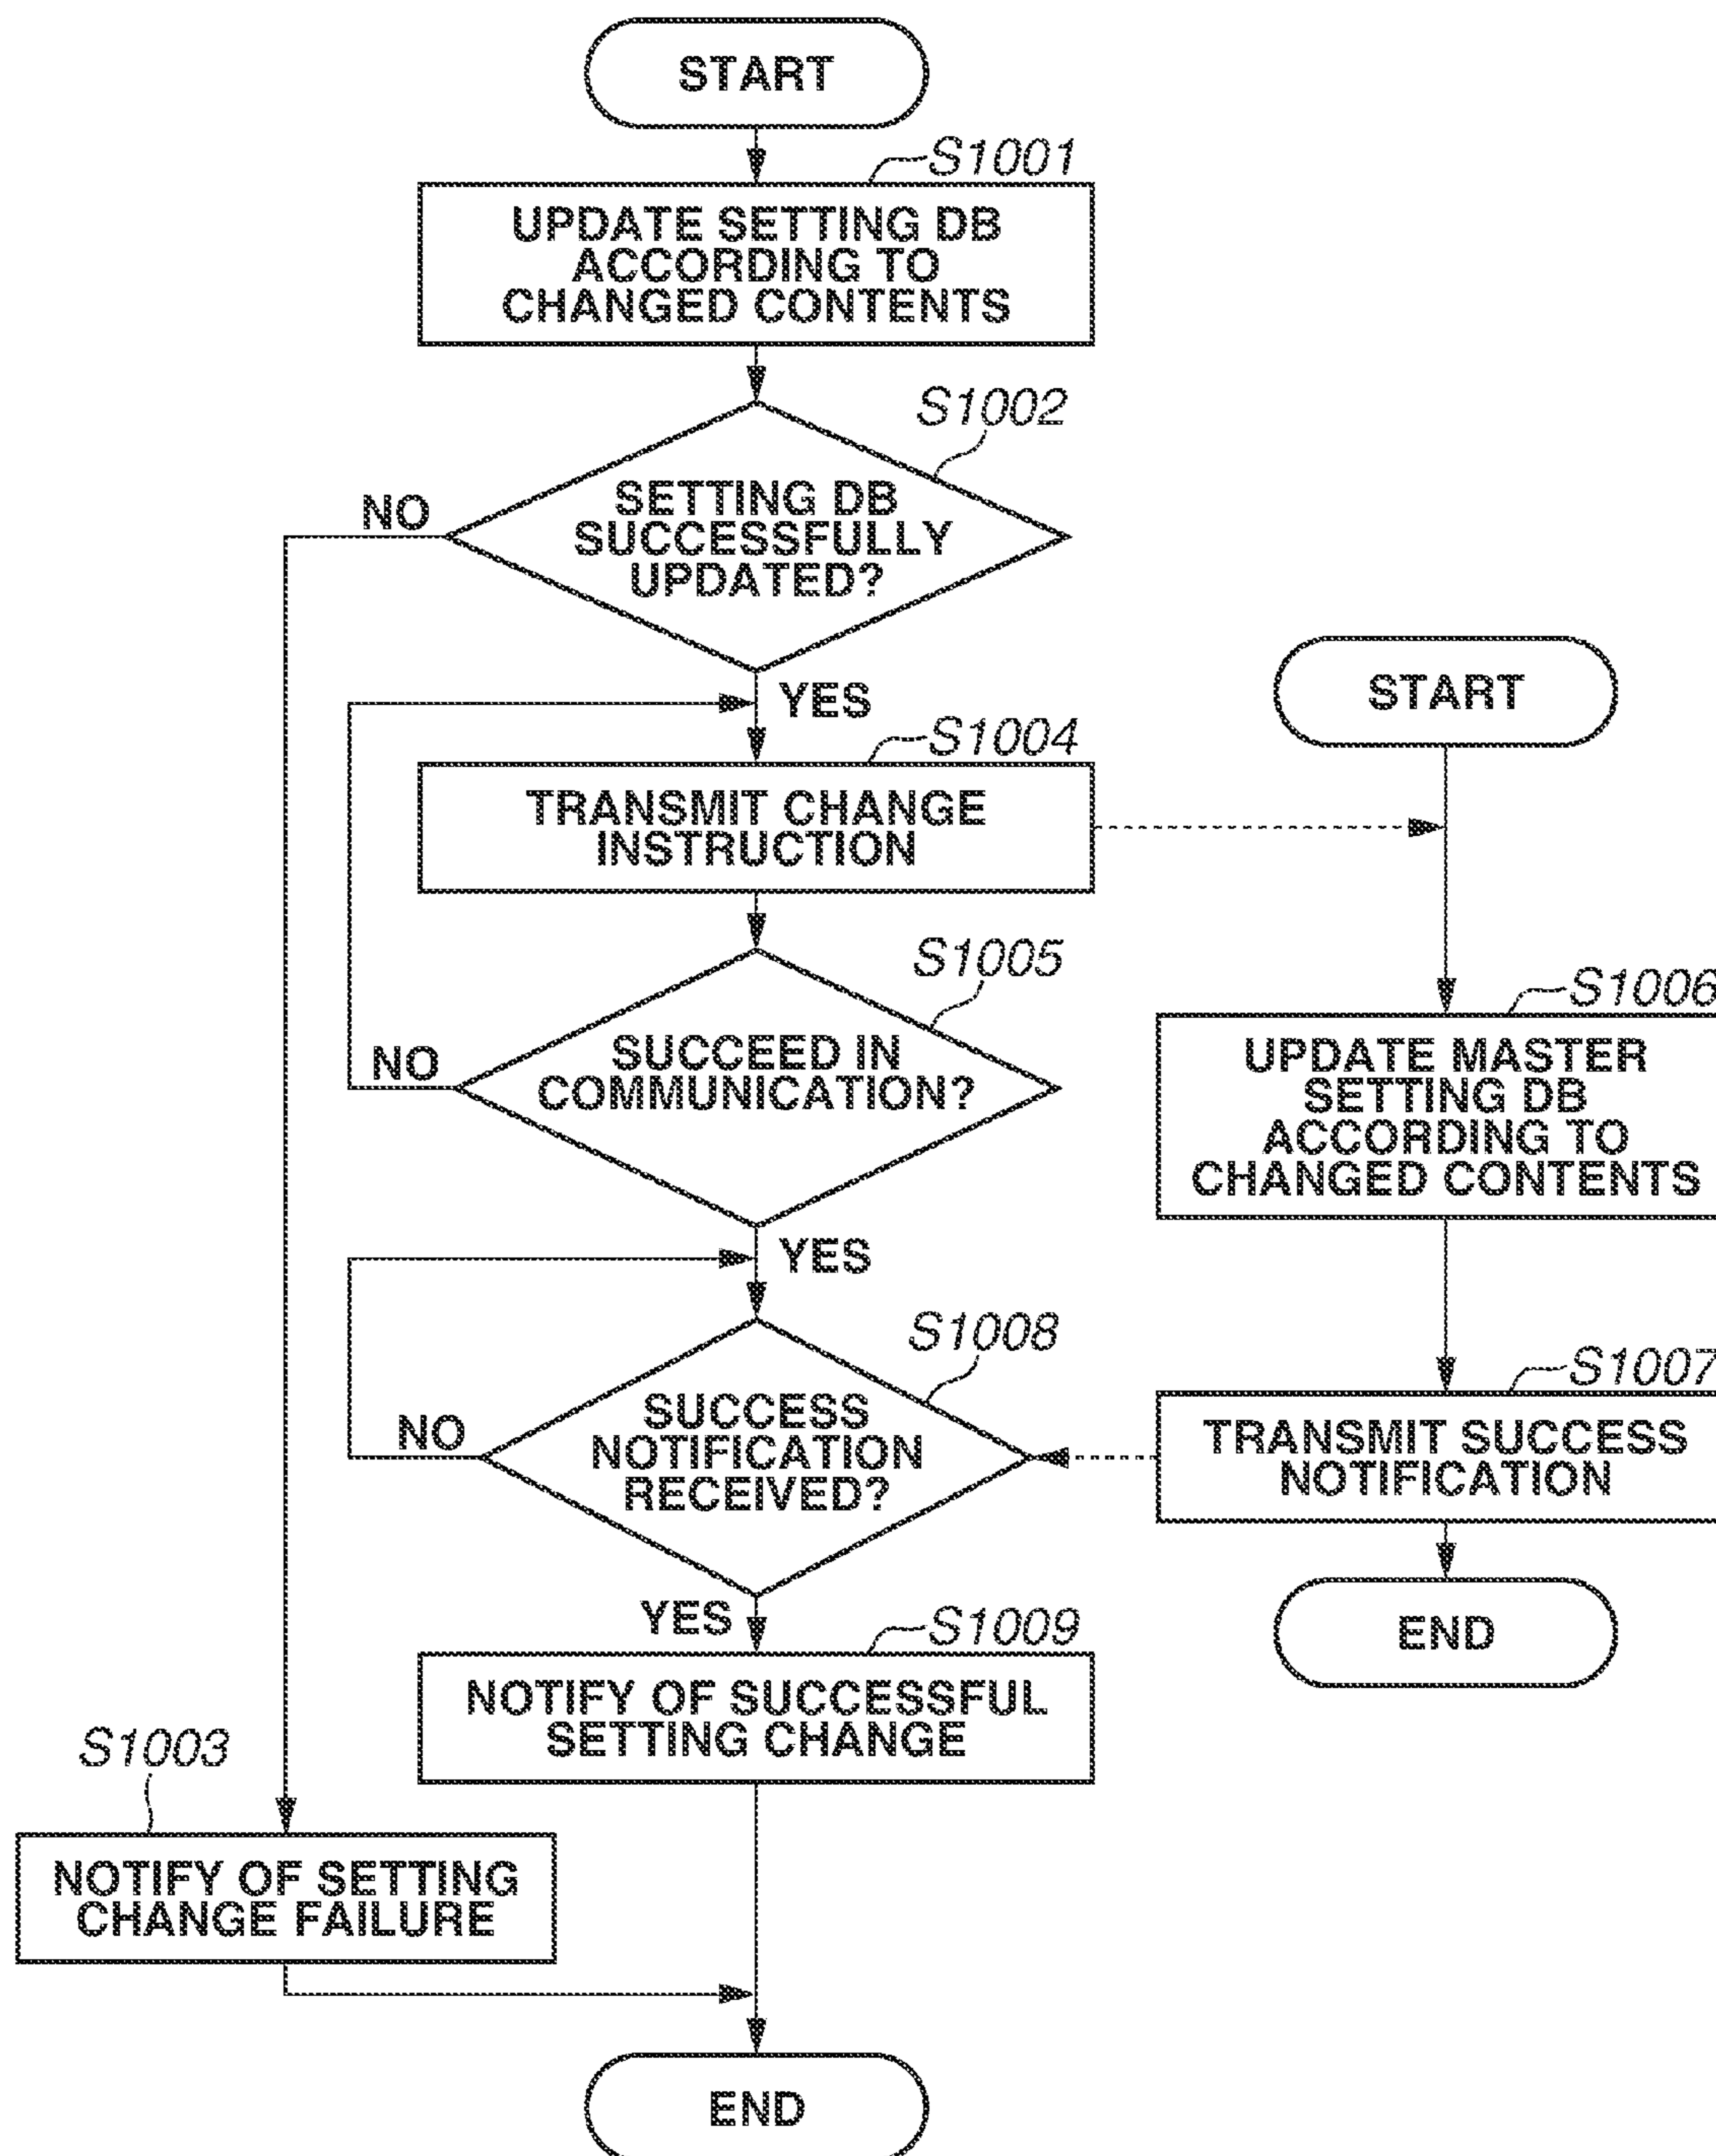 START
S1001
UPDATE SETTING DB
ACCORDING TO
CHANGED CONTENTS
S1002
NO
SETTING DB
SUCCESSFULLY
UPDATED?
YES
S1004
TRANSMIT CHANGE
INSTRUCTION
S1005
NO
SUCCEED IN
COMMUNICATION?
YES
S1008
NO
SUCCESS
NOTIFICATION
RECEIVED?
YES
S1009
NOTIFY OF SUCCESSFUL
SETTING CHANGE
S1003
NOTIFY OF SETTING
CHANGE FAILURE
END
START
S1006
UPDATE MASTER
SETTING DB
ACCORDING TO
CHANGED CONTENTS
S1007
TRANSMIT SUCCESS
NOTIFICATION
END